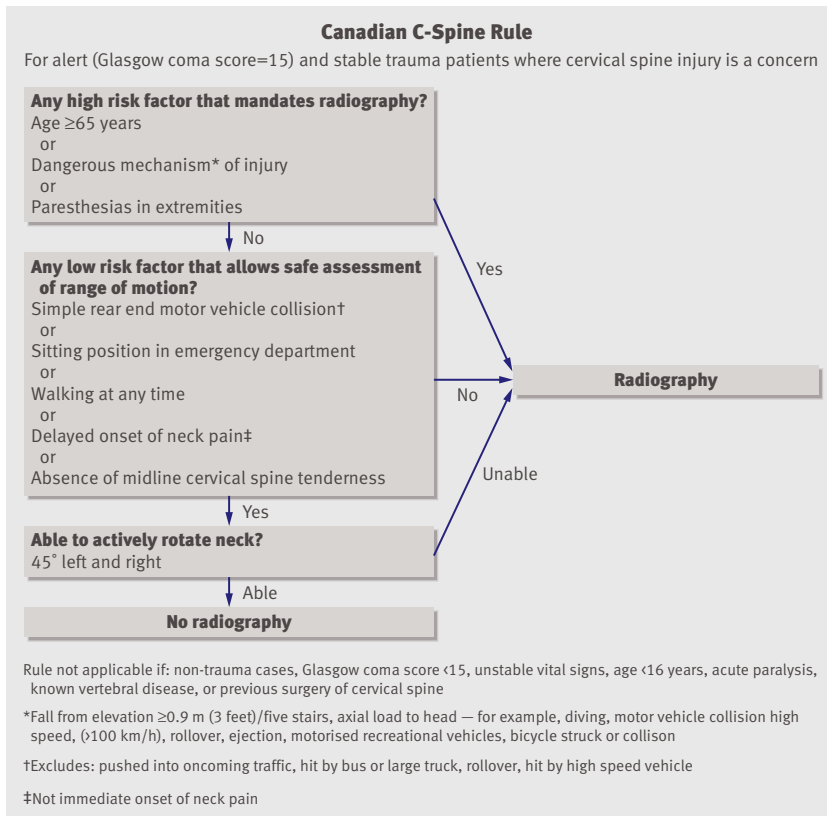 Canadian C-Spine Rule
For alert (Glasgow coma score=15) and stable trauma patients where cervical spine injury is a concern
Any high risk factor that mandates radiography?
Age ≥65 years
or
Dangerous mechanism* of injury
or
Paresthasias in extremities
No
Yes
Any low risk factor that allows safe assessment
of range of motion?
Simple rear end motor vehicle collision†
or
Sitting position in emergency department
or
Walking at any time
or
Delayed onset of neck pain‡
or
Absence of midline cervical spine tenderness
No
Radiography
Yes
Unable
Able to actively rotate neck?
45° left and right
Able
No radiography
Rule not applicable if: non-trauma cases, Glasgow coma score <15, unstable vital signs, age <16 years, acute paralysis,
known vertebral disease, or previous surgery of cervical spine
*Fall from elevation ≥0.9 m (3 feet)/five stairs, axial load to head — for example, diving, motor vehicle collision high
speed, (>100 km/h), rollover, ejection, motorised recreational vehicles, bicycle struck or collison
†Excludes: pushed into oncoming traffic, hit by bus or large truck, rollover, hit by high speed vehicle
‡Not immediate onset of neck pain